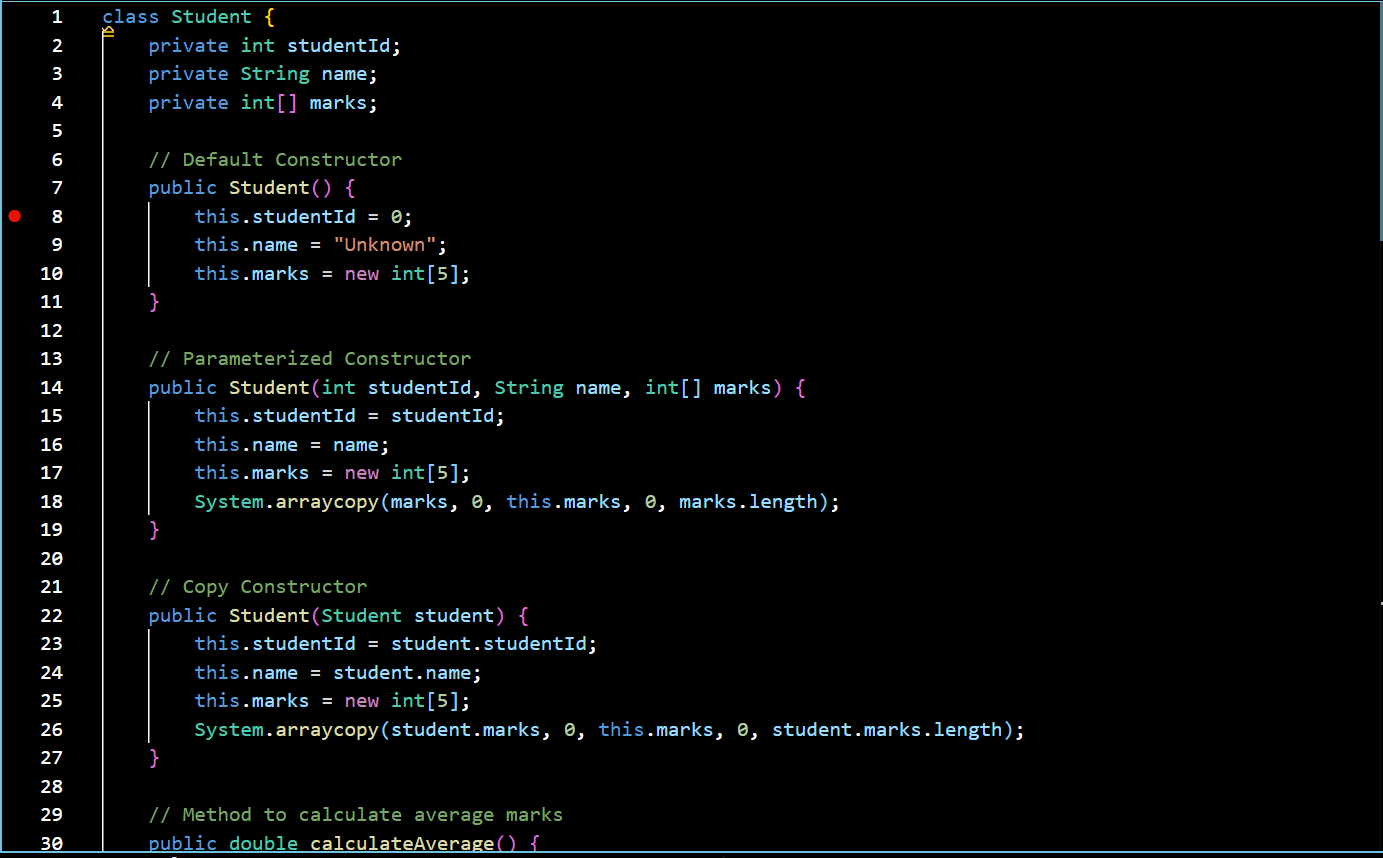 1 class Student {
2 private int studentId;
3 private String name;
4 private int[] marks;
5
6 // Default Constructor
7 public Student() {
8 this.studentId = 0;
9 this.name = "Unknown";
10 this.marks = new int[5];
11 }
12
13 // Parameterized Constructor
14 public Student(int studentId, String name, int[] marks) {
15 this.studentId = studentId;
16 this.name = name;
17 this.marks = new int[5];
18 System.arraycopy(marks, 0, this.marks, 0, marks.length);
19 }
20
21 // Copy Constructor
22 public Student(Student student) {
23 this.studentId = student.studentId;
24 this.name = student.name;
25 this.marks = new int[5];
26 System.arraycopy(student.marks, 0, this.marks, 0, student.marks.length);
27 }
28
29 // Method to calculate average marks
30 public double calculateAverage() {